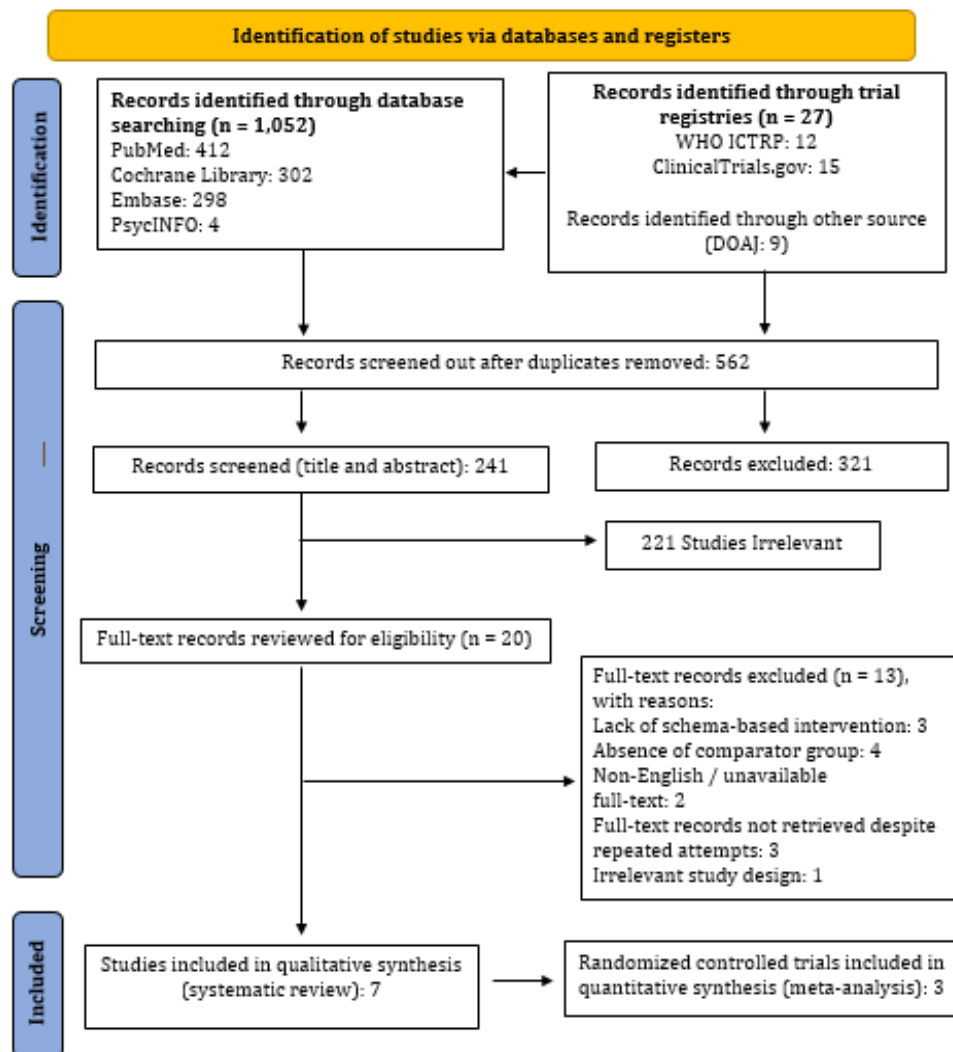 Identification of studies via databases and registers
Identification
Records identified through database
searching (n = 1,052)
PubMed: 412
Cochrane Library: 302
Embase: 298
PsycINFO: 4
Records identified through trial
registries (n = 27)
WHO ICTRP: 12
ClinicalTrials.gov: 15
Records identified through other source
(DOAJ: 9)
Screening
Records screened out after duplicates removed: 562
Records screened (title and abstract): 241
Records excluded: 321
221 Studies Irrelevant
Full-text records reviewed for eligibility (n = 20)
Full-text records excluded (n = 13),
with reasons:
Lack of schema-based intervention: 3
Absence of comparator group: 4
Non-English / unavailable
full-text: 2
Full-text records not retrieved despite
repeated attempts: 3
Irrelevant study design: 1
Included
Studies included in qualitative synthesis
(systematic review): 7
Randomized controlled trials included in
quantitative synthesis (meta-analysis): 3